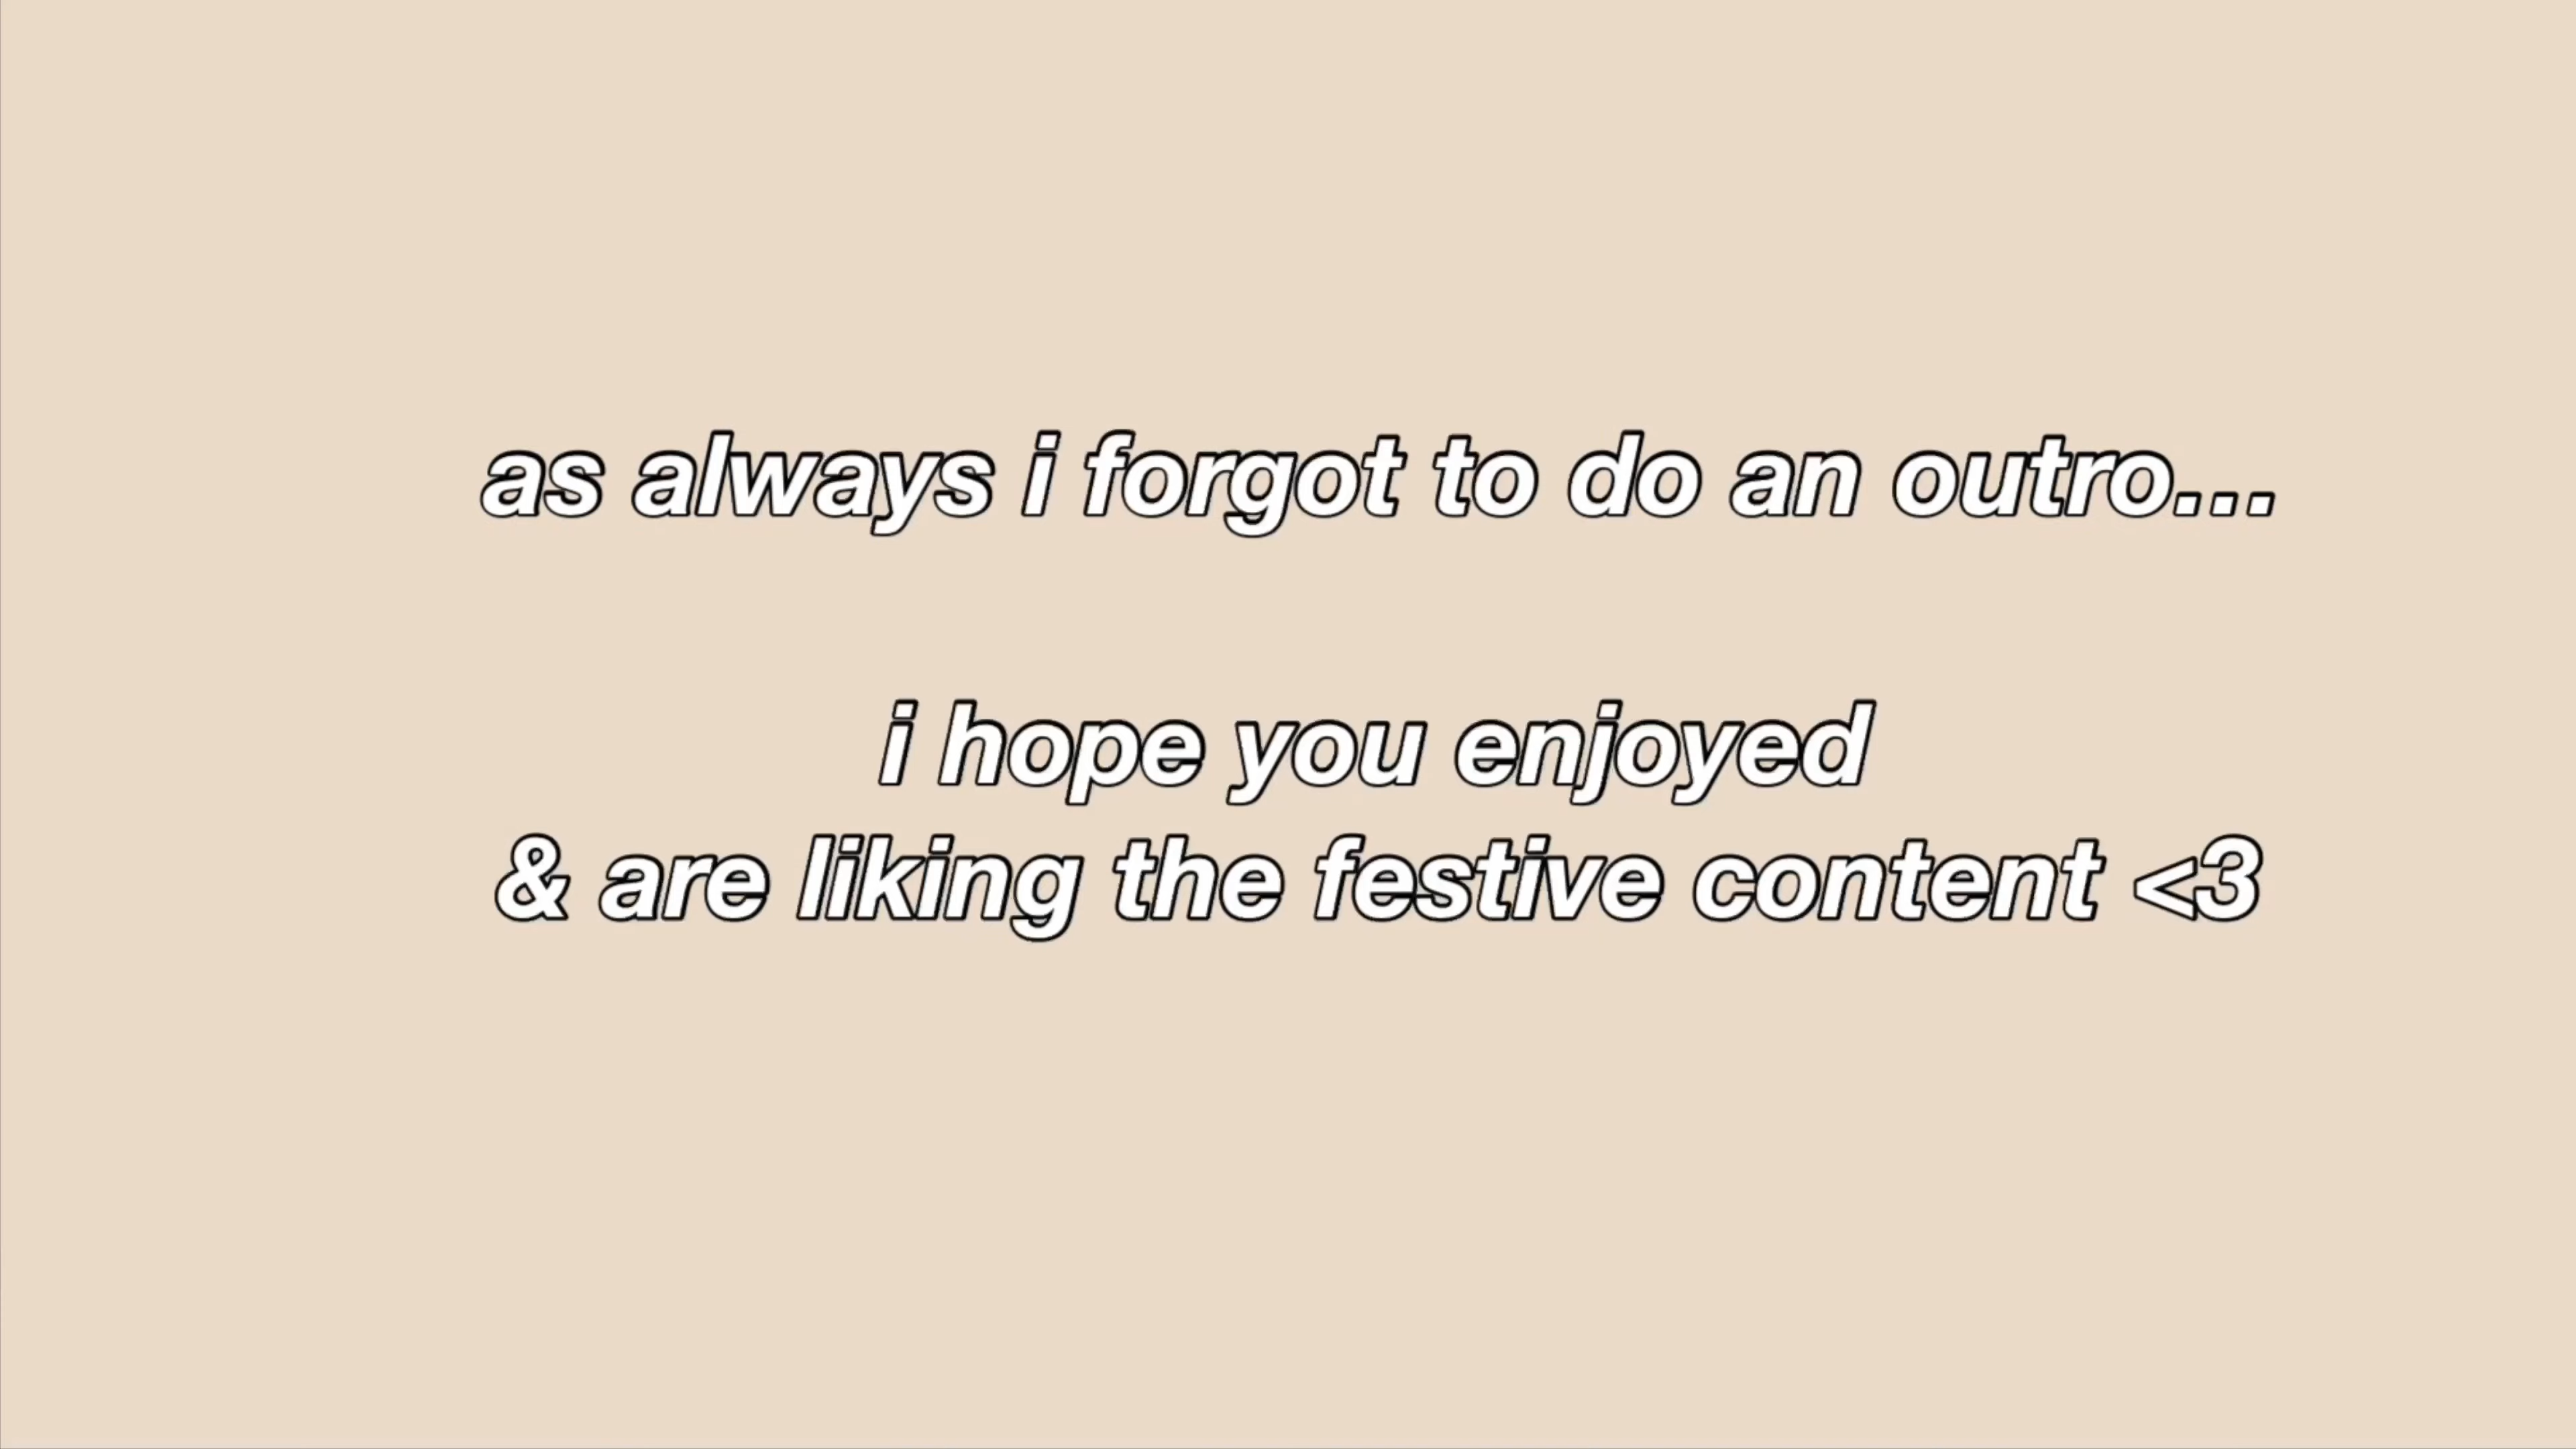 as always i forgot to do an outro...
i hope you enjoyed
& are liking the festive content <3